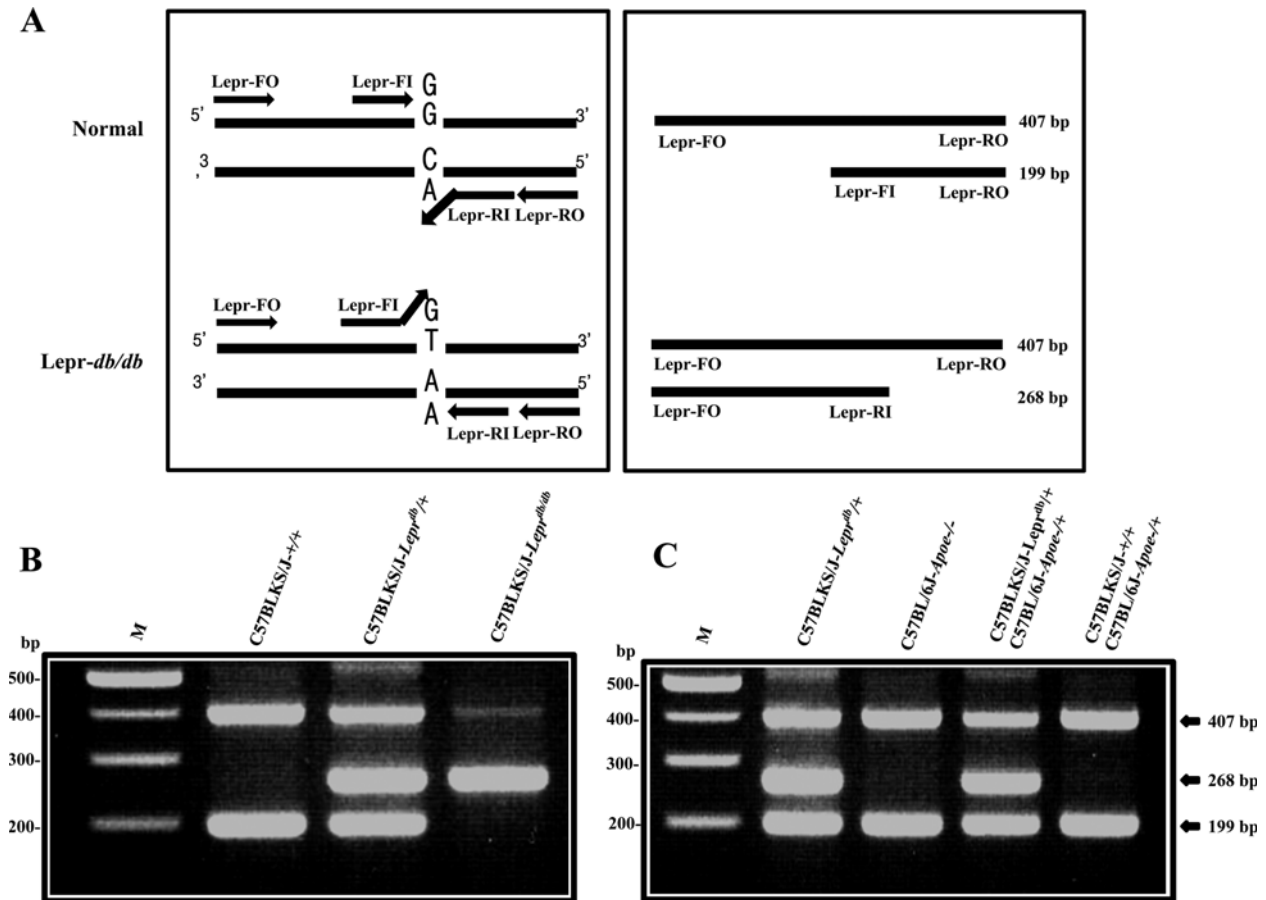 A
Normal
Lepr-FO Lepr-FI G
5' G 3'
,3 C 5'
A
Lepr-RI Lepr-RO
407 bp
Lepr-FO Lepr-RO
199 bp
Lepr-FI Lepr-RO
Lepr-db/db
Lepr-FO Lepr-FI G
5' T 3'
3' A 5'
A
Lepr-RI Lepr-RO
407 bp
Lepr-FO Lepr-RO
268 bp
Lepr-FO Lepr-RI
B
bp
M
C57BLKS/J-+/+
C57BLKS/J-Lepr^db/+
C57BLKS/J-Lepr^db/db
500-
400-
300-
200-
C
bp
M
C57BLKS/J-Lepr^db/+
C57BL/6J-Apoe-/-
C57BLKS/J-Lepr^db/+
C57BL/6J-Apoe-/+
C57BLKS/J-+/+
C57BL/6J-Apoe-/+
500-
400-
300-
200-
407 bp
268 bp
199 bp